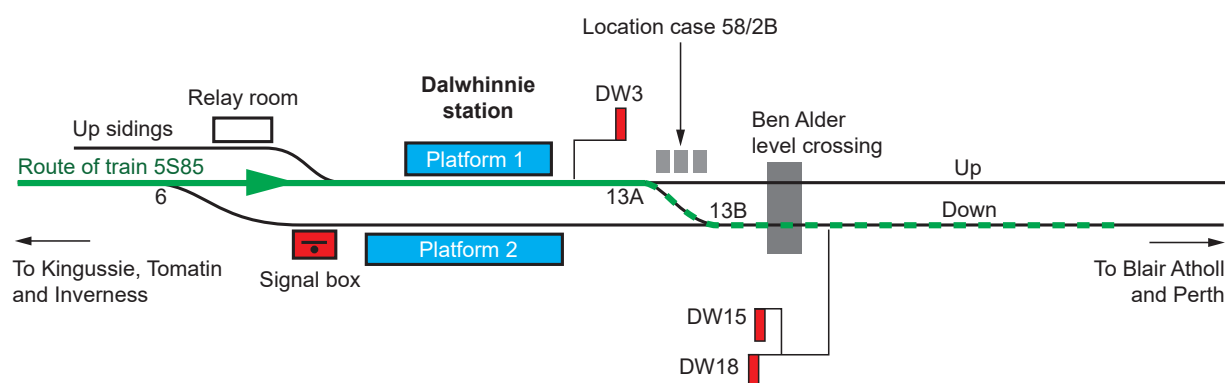 Location case 58/2B
Dalwhinnie
station
DW3
Relay room
Up sidings
Ben Alder
level crossing
Platform 1
Route of train 5S85
Up
6
13A
13B
Down
Platform 2
To Kingussie, Tomatin
and Inverness
Signal box
To Blair Atholl
and Perth
DW15
DW18